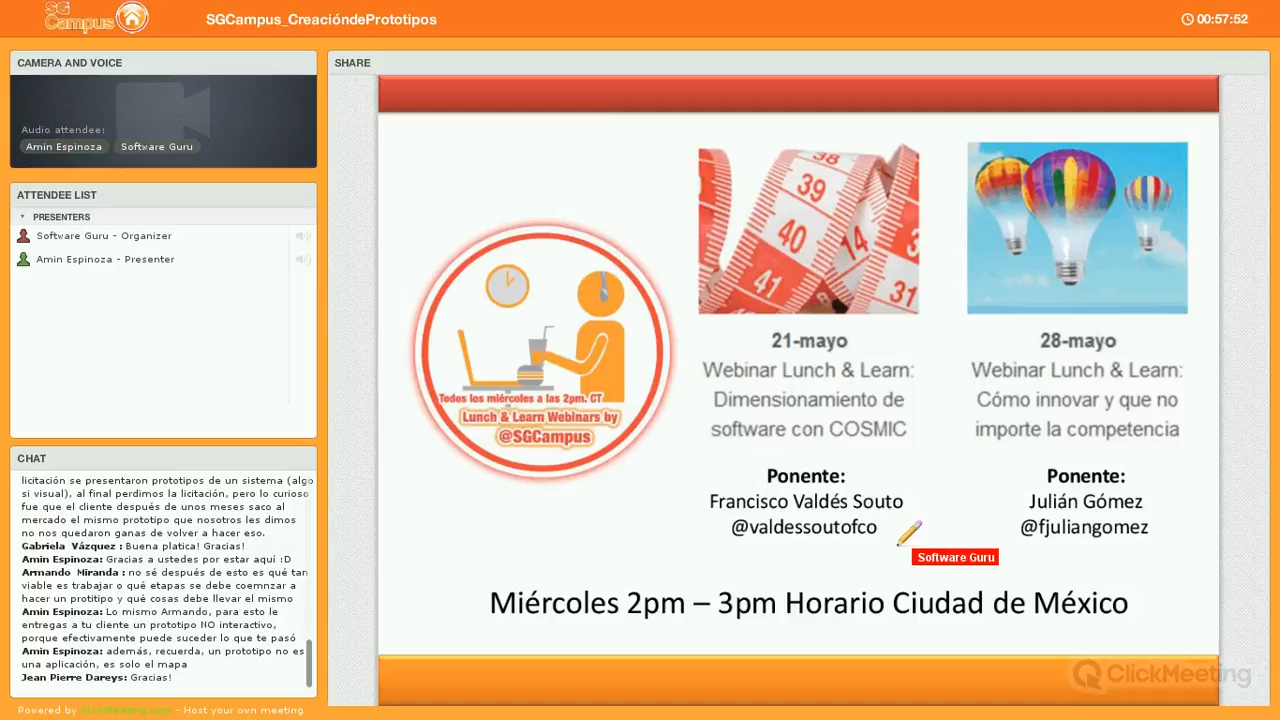 SG
Campus
SGCampus_CreacióndePrototipos
00:57:52
CAMERA AND VOICE
Audio attendee:
Amin Espinoza
Software Guru
ATTENDEE LIST
PRESENTERS
Software Guru - Organizer
Amin Espinoza - Presenter
CHAT
licitación se presentaron prototipos de un sistema (algo
si visual), al final perdimos la licitación, pero lo curioso
fue que el cliente después de unos meses saco al
mercado el mismo prototipo que nosotros les dimos
no nos quedaron ganas de volver a hacer eso.
Gabriela Vázquez : Buena platica! Gracias!
Amin Espinoza: Gracias a ustedes por estar aquí :D
Armando Miranda : no sé después de esto es qué tan
viable es trabajar o qué etapas se debe coemnzar a
hacer un protitipo y qué cosas debe llevar el mismo
Amin Espinoza: Lo mismo Armando, para esto le
entregas a tu cliente un prototipo NO interactivo,
porque efectivamente puede suceder lo que te pasó
Amin Espinoza: además, recuerda, un prototipo no es
una aplicación, es solo el mapa
Jean Pierre Dareys: Gracias!
Powered by ClickMeeting.com - Host your own meeting
SHARE
Todos los miércoles a las 2pm. CT
Lunch & Learn Webinars by
@SGCampus
38
39
40
41
14
31
21-mayo
Webinar Lunch & Learn:
Dimensionamiento de
software con COSMIC
Ponente:
Francisco Valdés Souto
@valdessoutofco
28-mayo
Webinar Lunch & Learn:
Cómo innovar y que no
importe la competencia
Ponente:
Julián Gómez
@fjuliangomez
Software Guru
Miércoles 2pm – 3pm Horario Ciudad de México
ClickMeeting